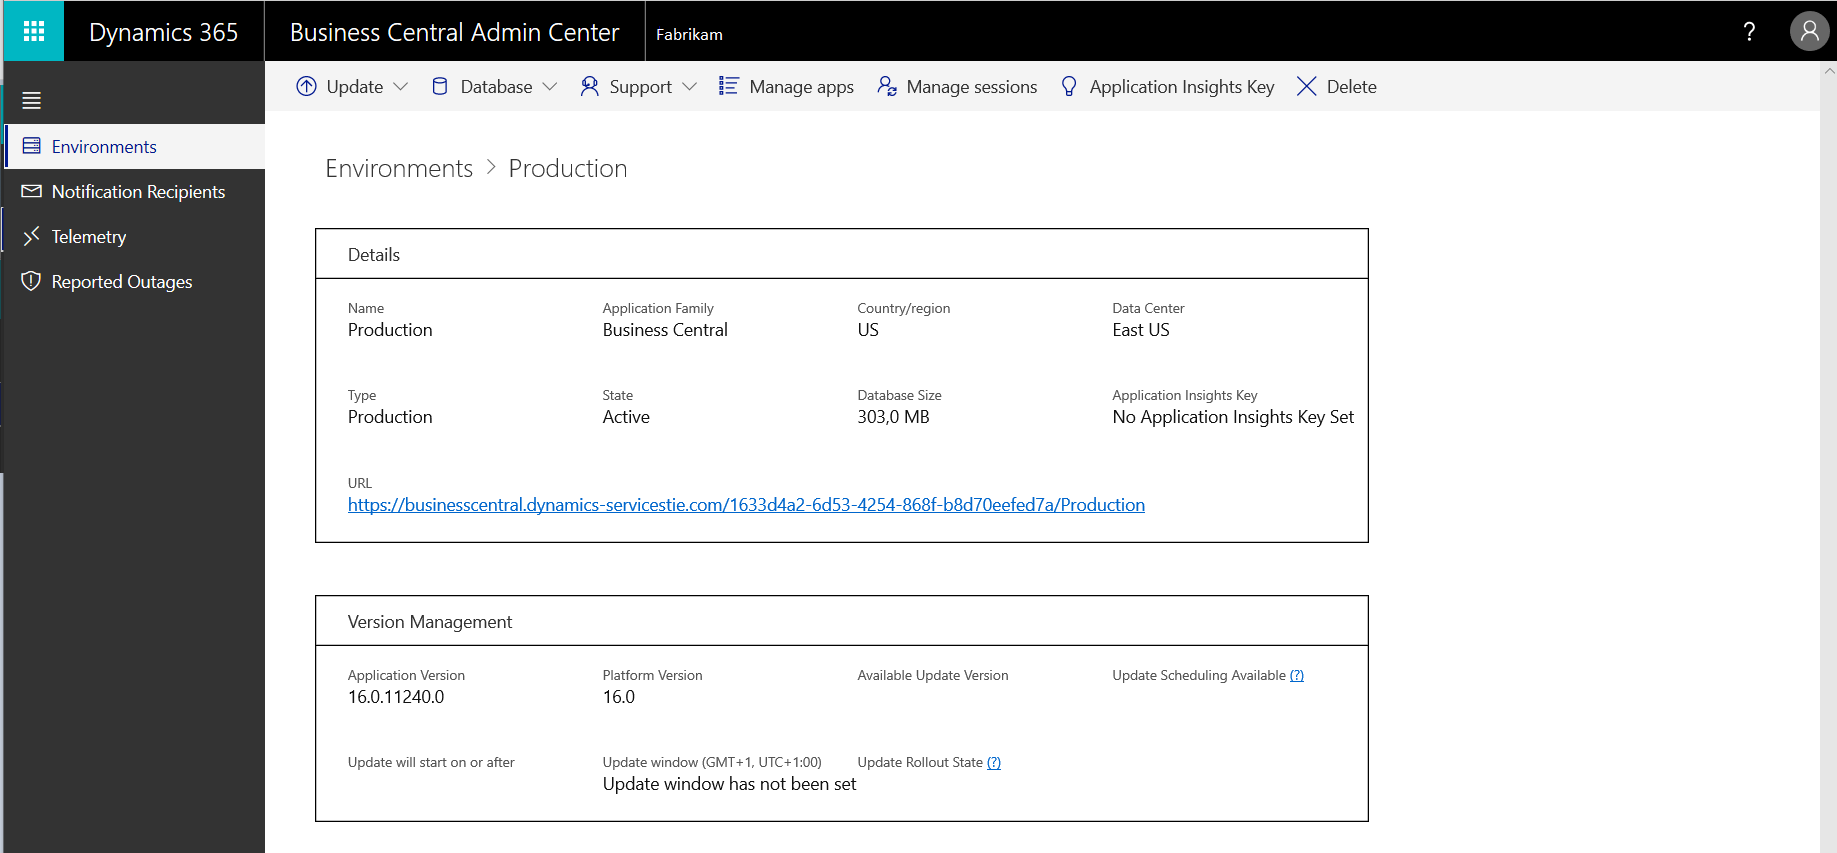 Dynamics 365
Business Central Admin Center
Fabrikam
?
Update
Database
Support
Manage apps
Manage sessions
Application Insights Key
Delete
Environments
Notification Recipients
Telemetry
Reported Outages
Environments > Production
Details
Name
Production
Application Family
Business Central
Country/region
US
Data Center
East US
Type
Production
State
Active
Database Size
303,0 MB
Application Insights Key
No Application Insights Key Set
URL
https://businesscentral.dynamics-servicestie.com/1633d4a2-6d53-4254-868f-b8d70eefed7a/Production
Version Management
Application Version
16.0.11240.0
Platform Version
16.0
Available Update Version
Update Scheduling Available (?)
Update will start on or after
Update window (GMT+1, UTC+1:00)
Update window has not been set
Update Rollout State (?)